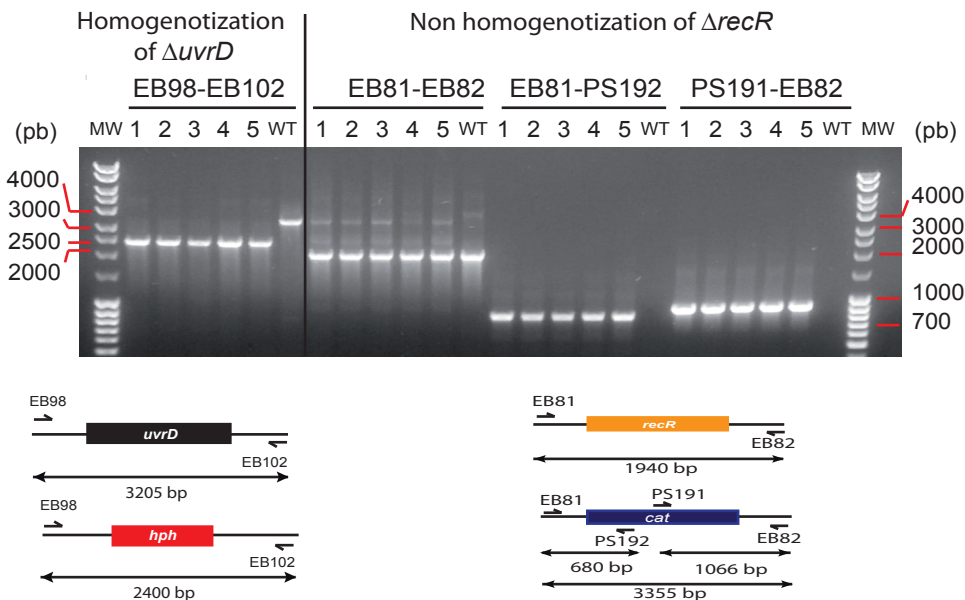 Homogenotization
of ΔuvrD
Non homogenotization of ΔrecR
EB98-EB102
EB81-EB82
EB81-PS192
PS191-EB82
(pb)
MW
1 2 3 4 5 WT
1 2 3 4 5 WT
1 2 3 4 5 WT
1 2 3 4 5 WT
MW
(pb)
4000
3000
2500
2000
4000
3000
2000
1000
700
EB98
uvrD
EB102
3205 bp
EB98
hph
EB102
2400 bp
EB81
recR
EB82
1940 bp
EB81
PS191
cat
PS192
EB82
680 bp
1066 bp
3355 bp